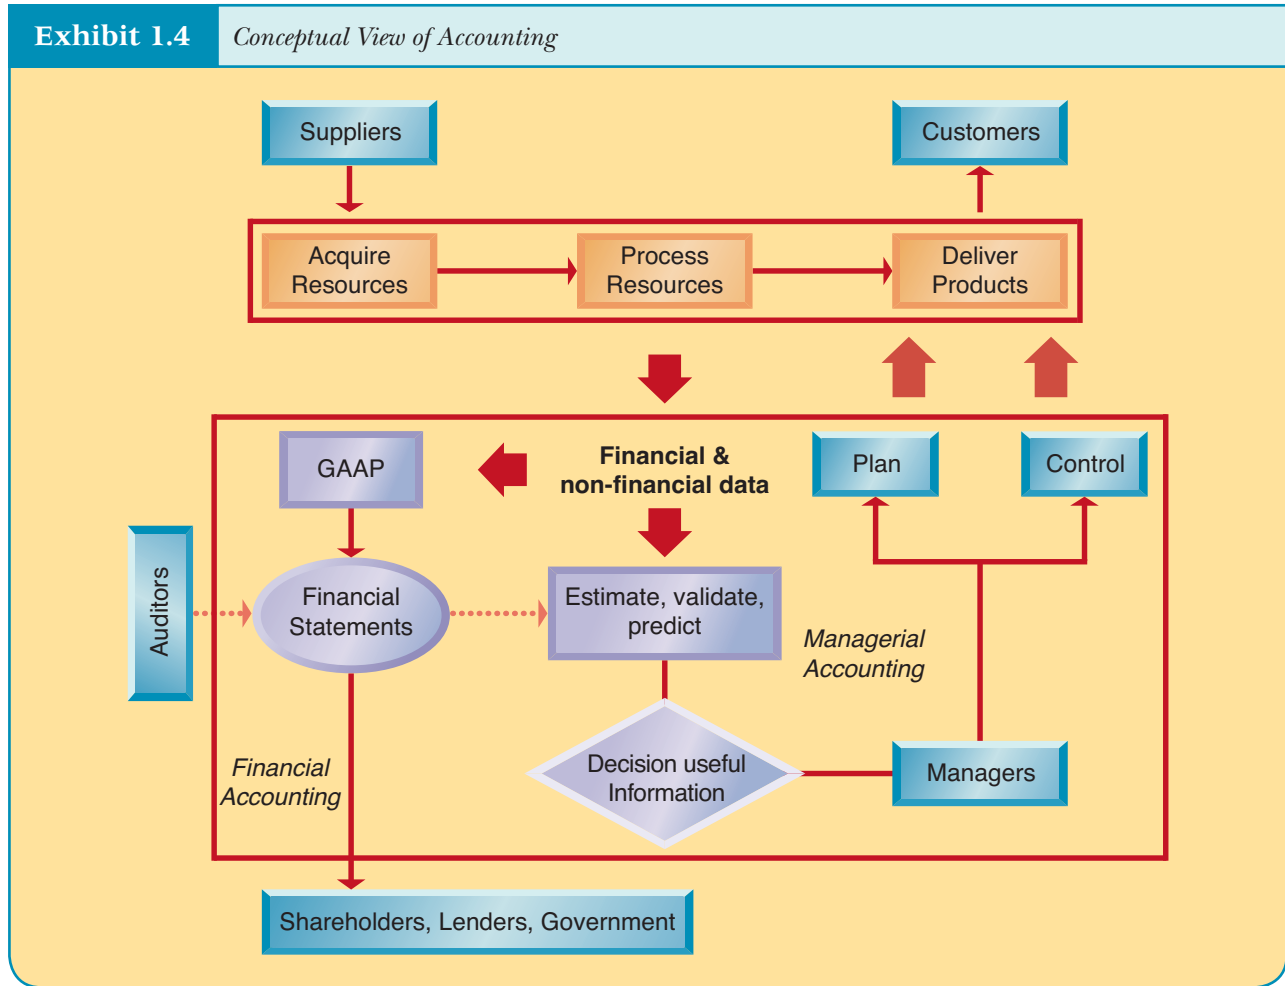 Exhibit 1.4
Conceptual View of Accounting
Suppliers
Customers
Acquire
Resources
Process
Resources
Deliver
Products
GAAP
Financial &
non-financial data
Plan
Control
Auditors
Financial
Statements
Estimate, validate,
predict
Managerial
Accounting
Financial
Accounting
Decision useful
Information
Managers
Shareholders, Lenders, Government